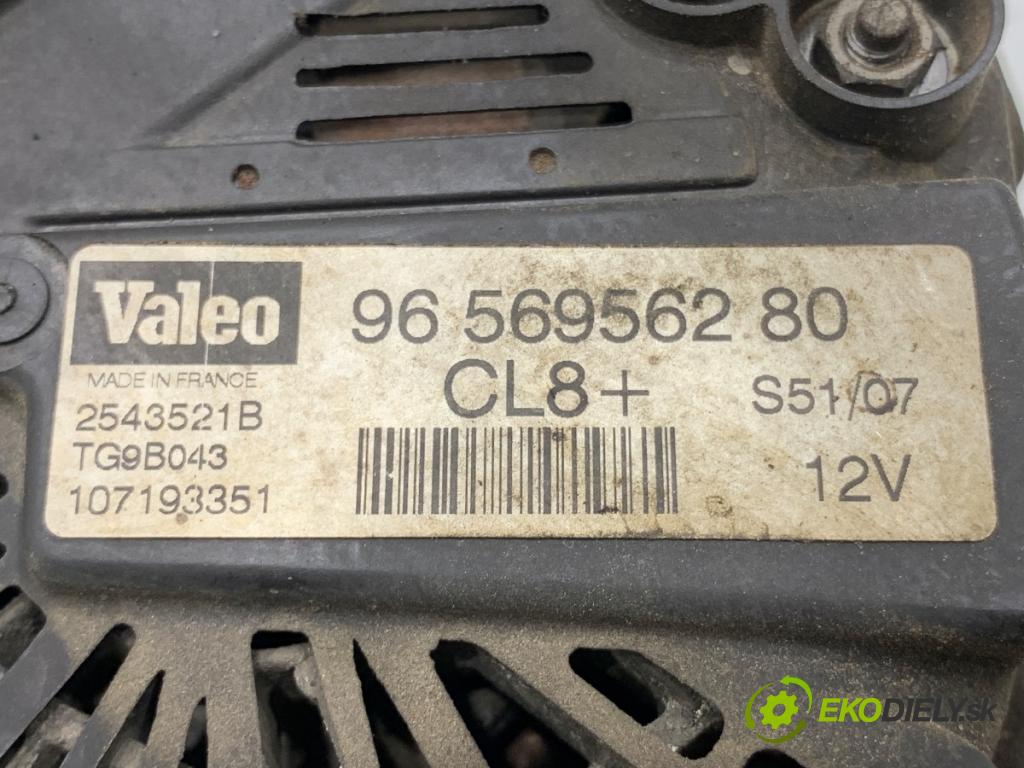 Valeo
MADE IN FRANCE
2543521B
TG9B043
107193351
96 569562 80
CL8+
S51/07
12V
EKODIELY.sk